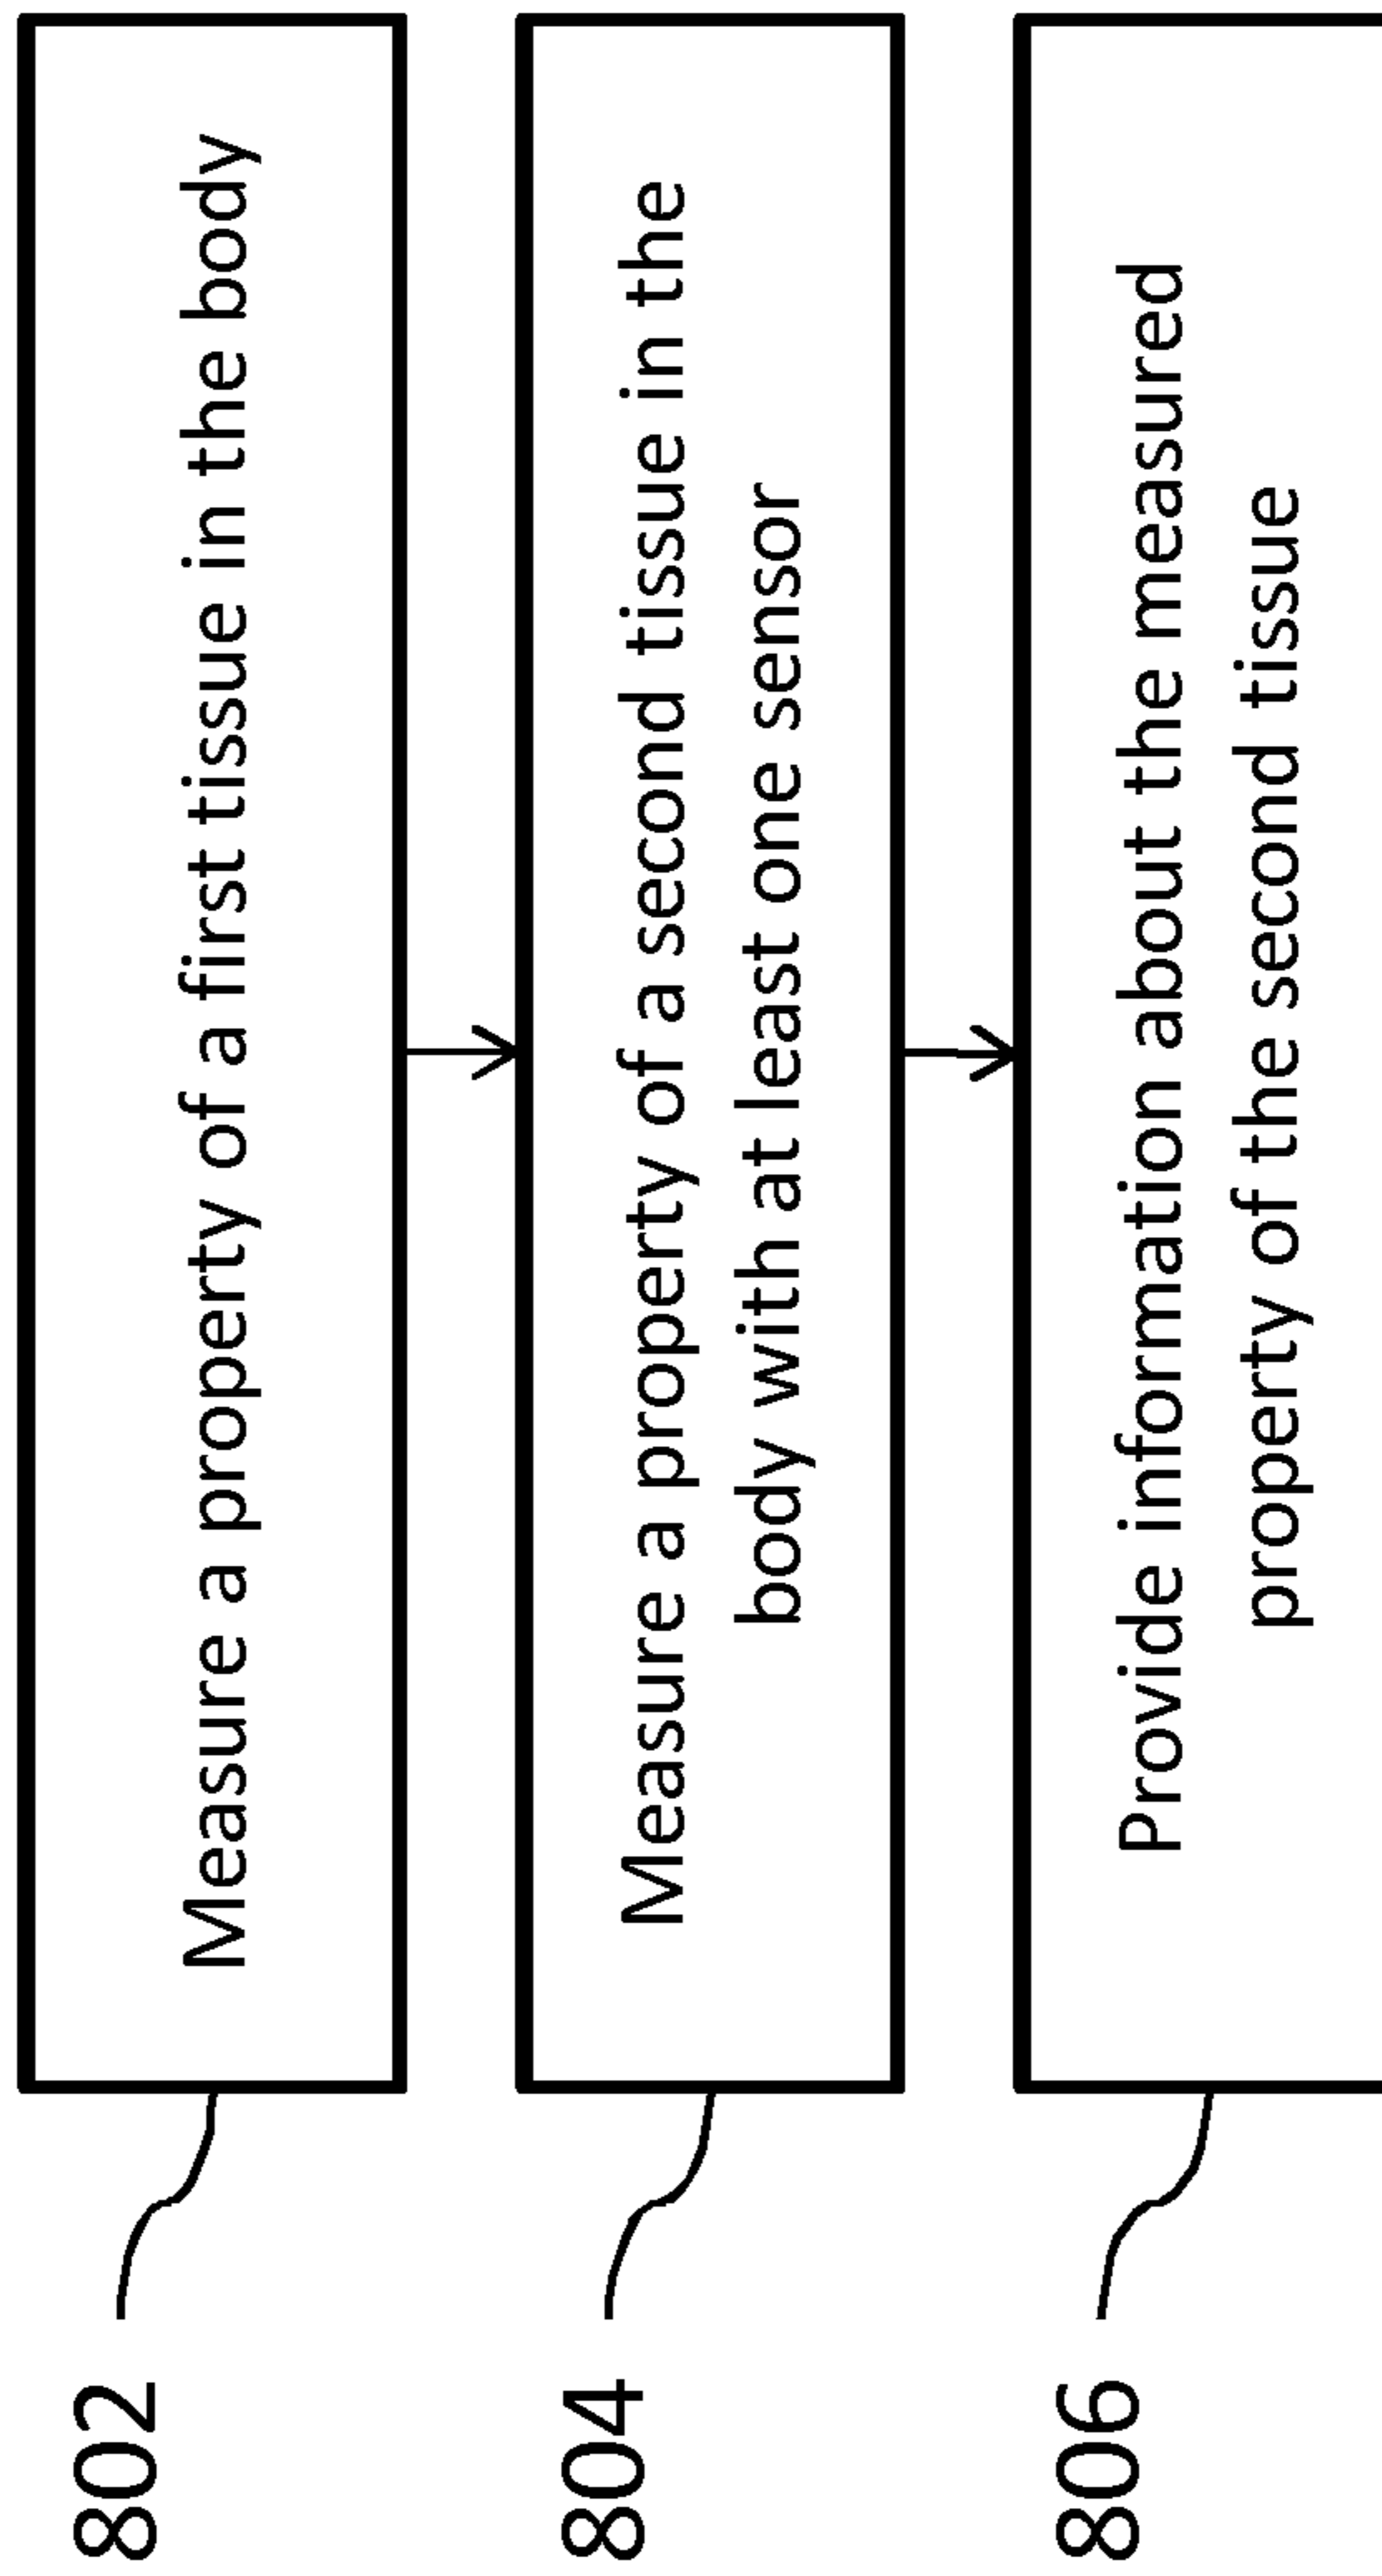 802
Measure a property of a first tissue in the body
804
Measure a property of a second tissue in the
body with at least one sensor
806
Provide information about the measured
property of the second tissue